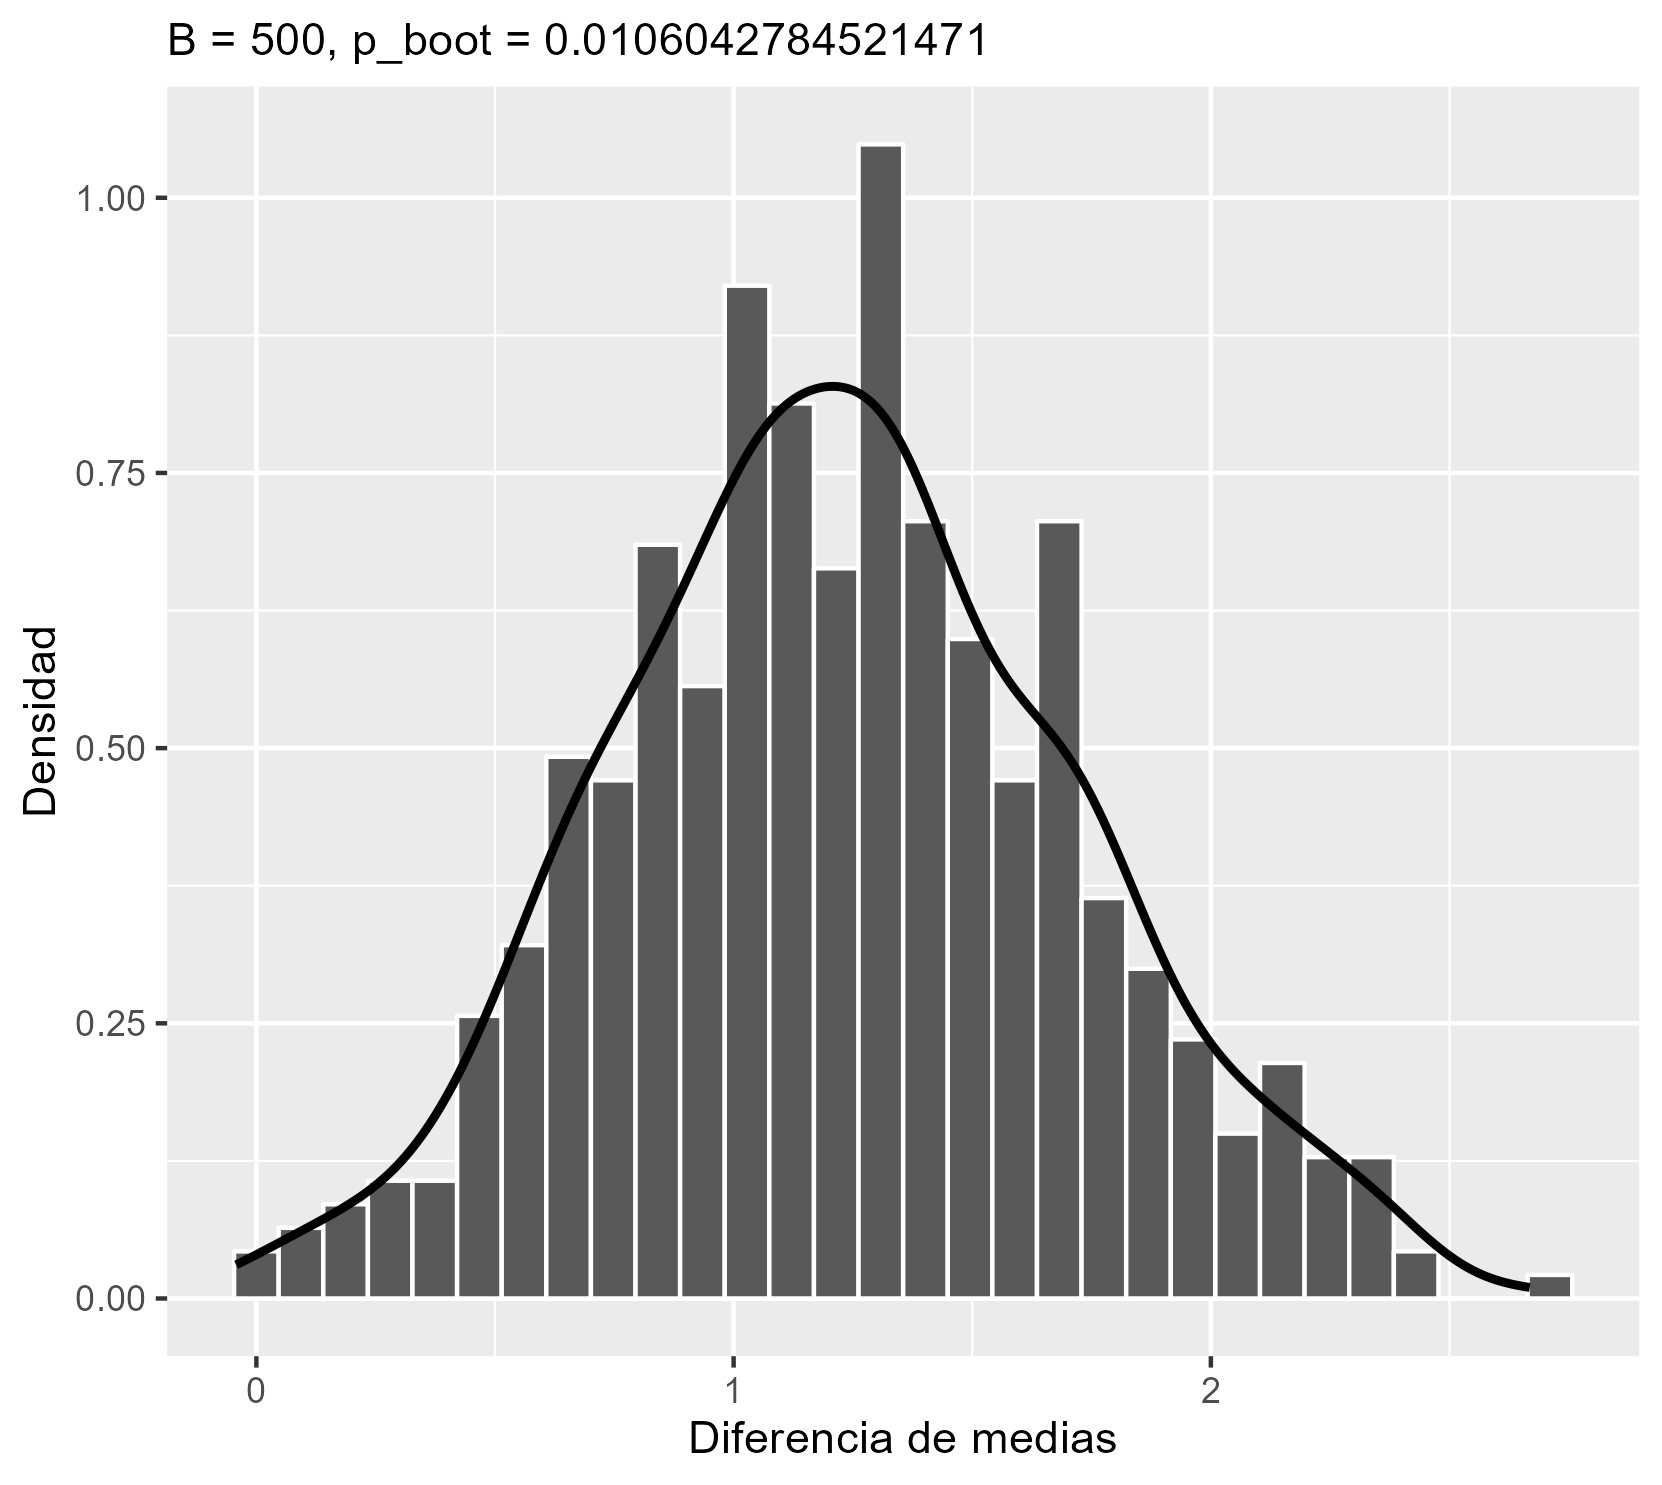 B = 500, p_boot = 0.0106042784521471
1.00
0.75
0.50
0.25
0.00
Densidad
0 1 2
Diferencia de medias